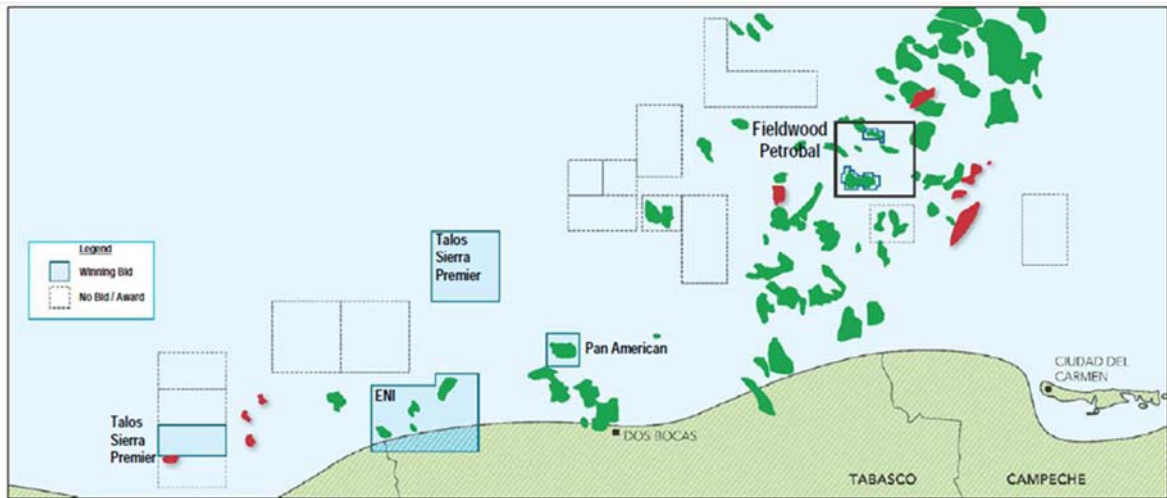 Fieldwood
Petrobal
Talos
Sierra
Premier
Legend
Winning Bid
No Bid / Award
Pan American
CIUDAD DEL
CARMEN
ENI
Talos
Sierra
Premier
DOS BOCAS
TABASCO
CAMPECHE